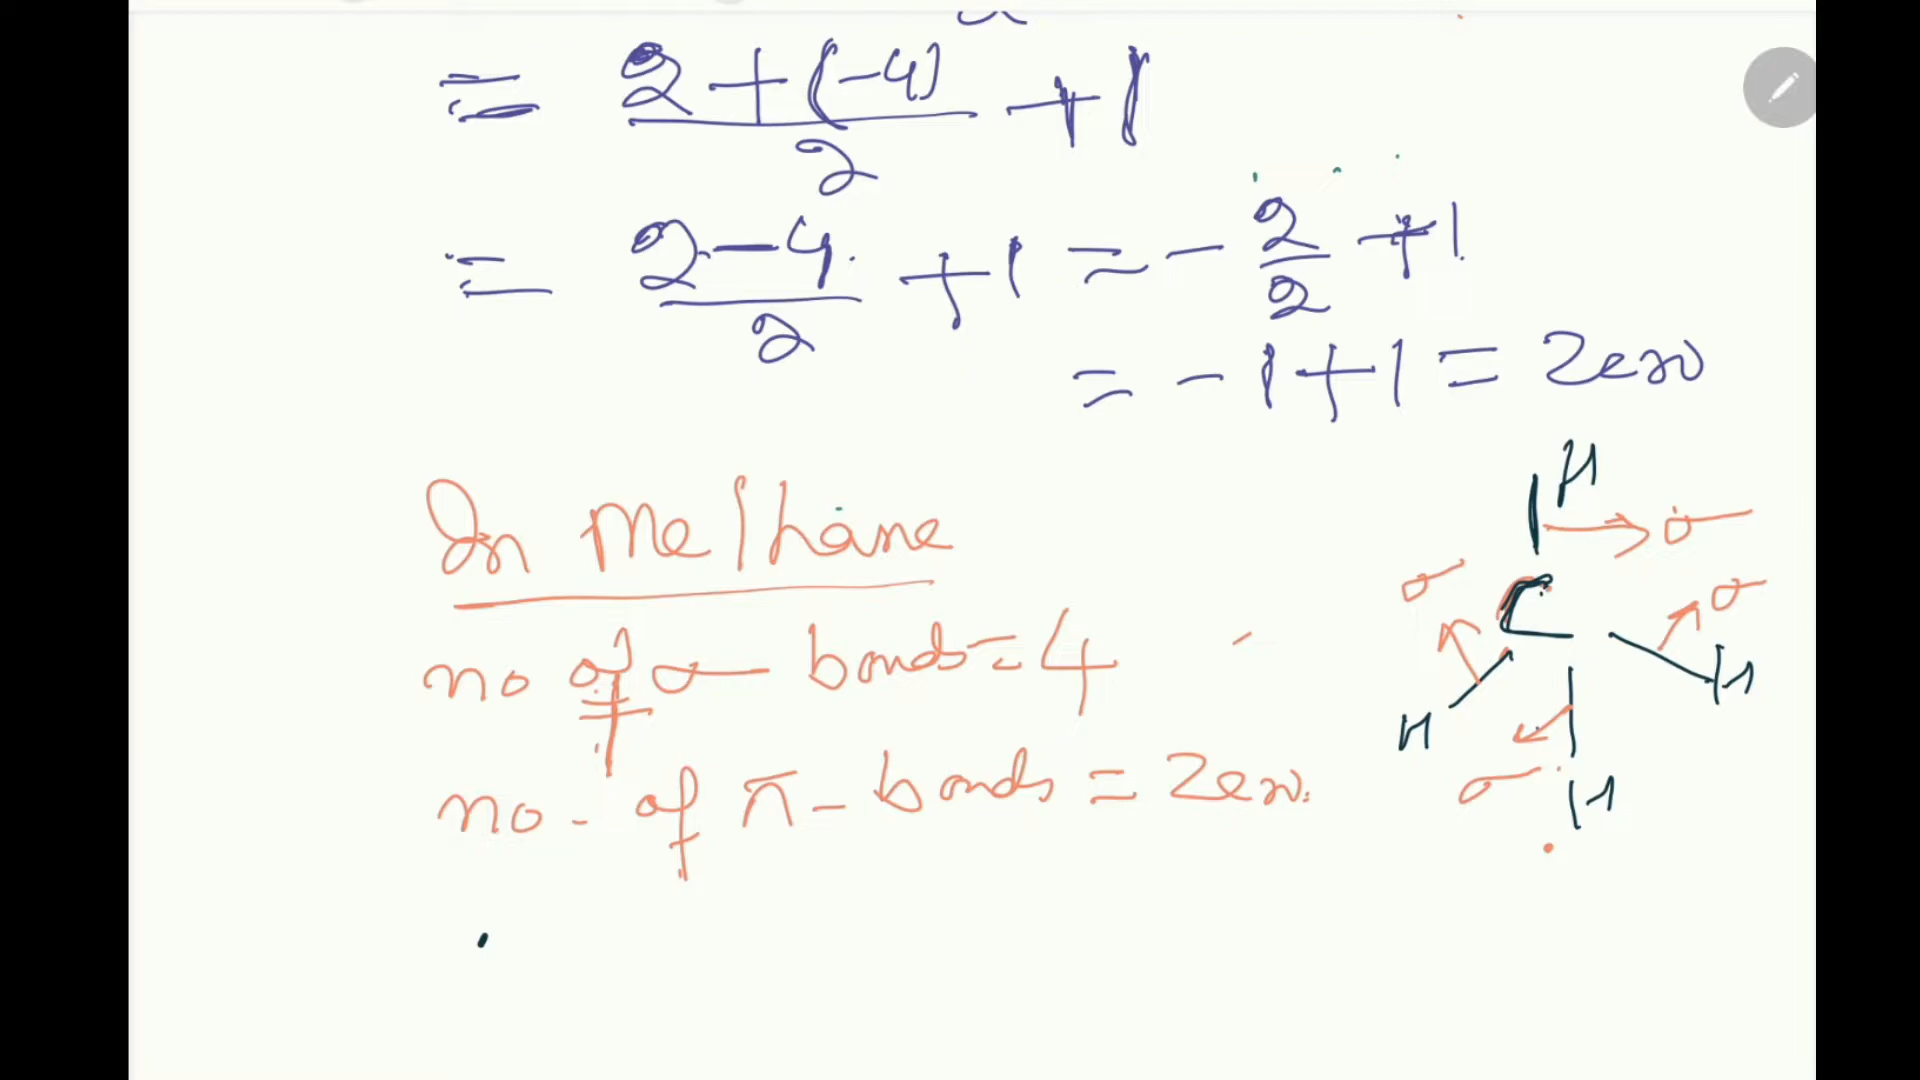 = 2+(-4)/2 + 1
= 2-4/2 + 1 = -2/2 + 1
= -1+1 = Zero
In Methane
no of σ bonds = 4
no. of π - bonds = Zero.
H
σ
σ
σ
C
H
H
σ
H